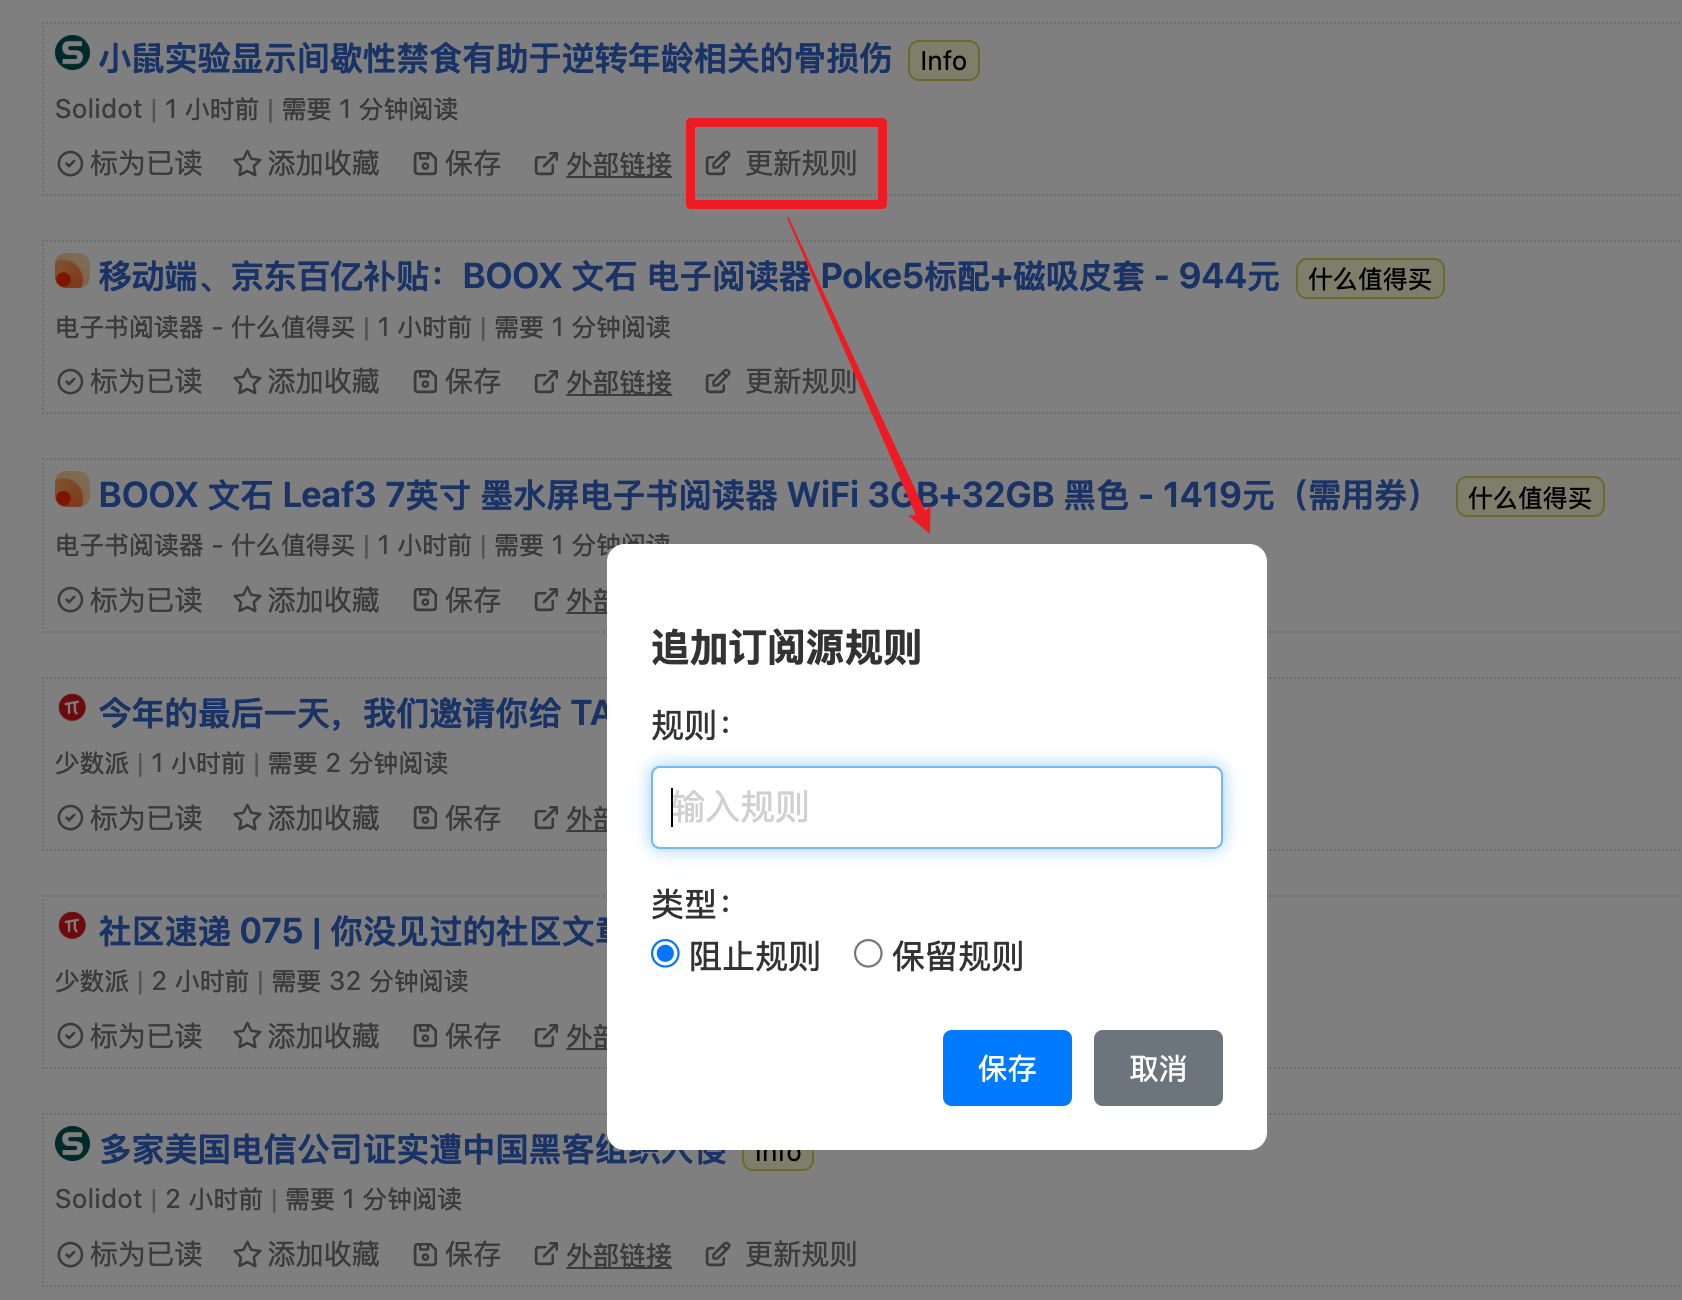 小鼠实验显示间歇性禁食有助于逆转年龄相关的骨损伤 Info
Solidot | 1 小时前 | 需要 1 分钟阅读
标为已读 添加收藏 保存 外部链接 更新规则
移动端、京东百亿补贴：BOOX 文石 电子阅读器 Poke5标配+磁吸皮套 - 944元 什么值得买
电子书阅读器 - 什么值得买 | 1 小时前 | 需要 1 分钟阅读
标为已读 添加收藏 保存 外部链接 更新规则
BOOX 文石 Leaf3 7英寸 墨水屏电子书阅读器 WiFi 3GB+32GB 黑色 - 1419元（需用券） 什么值得买
电子书阅读器 - 什么值得买 | 1 小时前 | 需要 1 分钟阅读
标为已读 添加收藏 保存 外部
今年的最后一天，我们邀请你给 TA
少数派 | 1 小时前 | 需要 2 分钟阅读
标为已读 添加收藏 保存 外部
社区速递 075 | 你没见过的社区文章
少数派 | 2 小时前 | 需要 32 分钟阅读
标为已读 添加收藏 保存 外部
多家美国电信公司证实遭中国黑客组织入侵 Info
Solidot | 2 小时前 | 需要 1 分钟阅读
标为已读 添加收藏 保存 外部链接 更新规则
追加订阅源规则
规则：
输入规则
类型：
阻止规则 保留规则
保存 取消